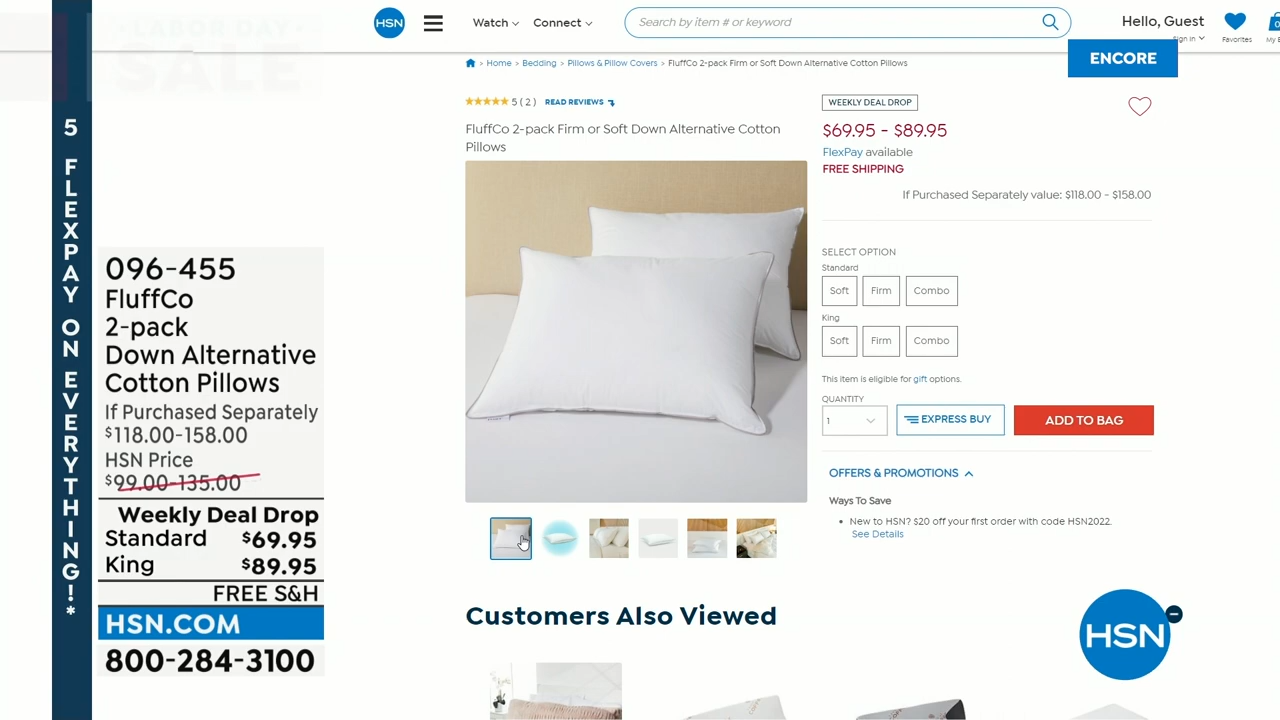 LABOR DAY
SALE
5 FLEXPAY ON EVERYTHING!*
096-455
FluffCo
2-pack
Down Alternative
Cotton Pillows
If Purchased Separately
$118.00-158.00
HSN Price
$99.00-135.00
Weekly Deal Drop
Standard $69.95
King $89.95
FREE S&H
HSN.COM
800-284-3100
HSN
Watch
Connect
Search by item # or keyword
Hello, Guest
Sign In
Favorites
0
ENCORE
> Home > Bedding > Pillows & Pillow Covers > FluffCo 2-pack Firm or Soft Down Alternative Cotton Pillows
5 ( 2 ) READ REVIEWS
FluffCo 2-pack Firm or Soft Down Alternative Cotton
Pillows
WEEKLY DEAL DROP
$69.95 - $89.95
FlexPay available
FREE SHIPPING
If Purchased Separately value: $118.00 - $158.00
SELECT OPTION
Standard
Soft Firm Combo
King
Soft Firm Combo
This item is eligible for gift options.
QUANTITY
1
EXPRESS BUY
ADD TO BAG
OFFERS & PROMOTIONS
Ways To Save
• New to HSN? $20 off your first order with code HSN2022.
See Details
Customers Also Viewed
HSN